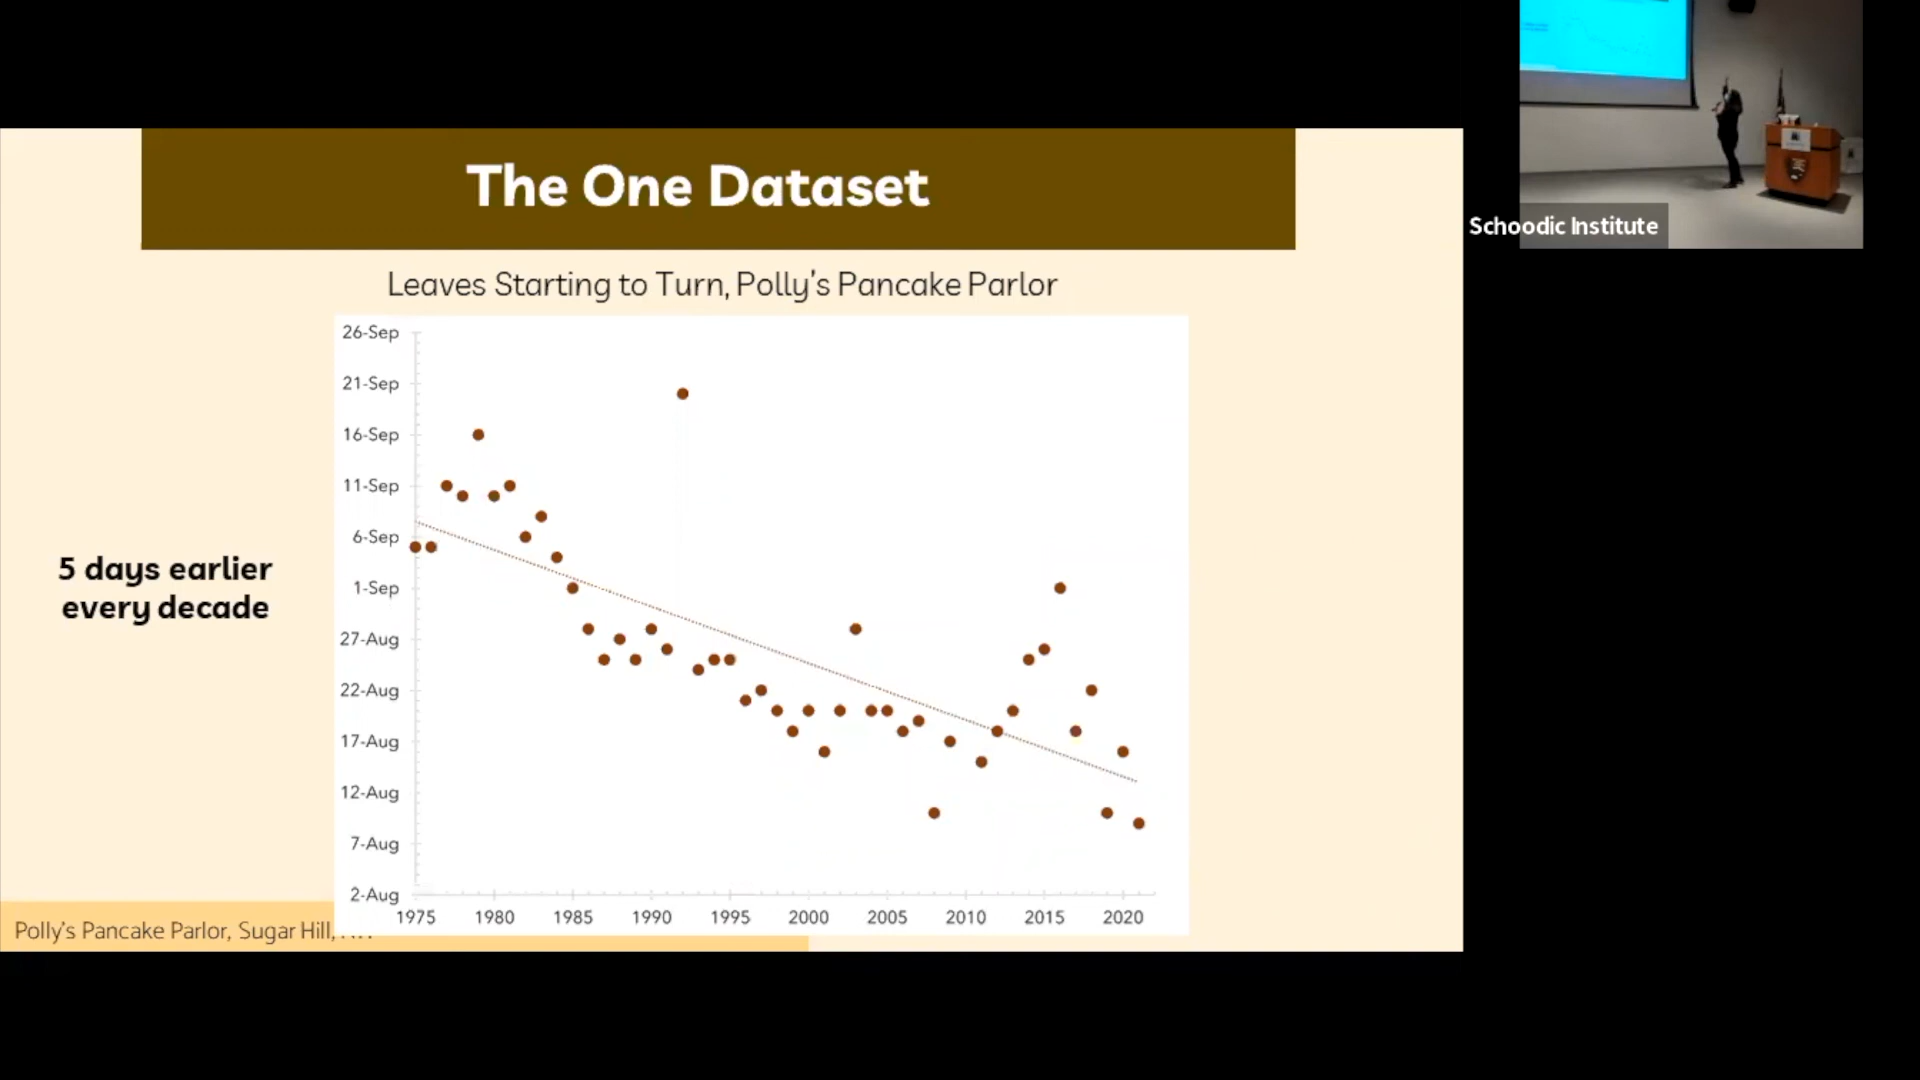 The One Dataset
Leaves Starting to Turn, Polly's Pancake Parlor
26-Sep
21-Sep
16-Sep
11-Sep
6-Sep
1-Sep
27-Aug
22-Aug
17-Aug
12-Aug
7-Aug
2-Aug
1975 1980 1985 1990 1995 2000 2005 2010 2015 2020
5 days earlier
every decade
Polly's Pancake Parlor, Sugar Hill,
Schoodic Institute